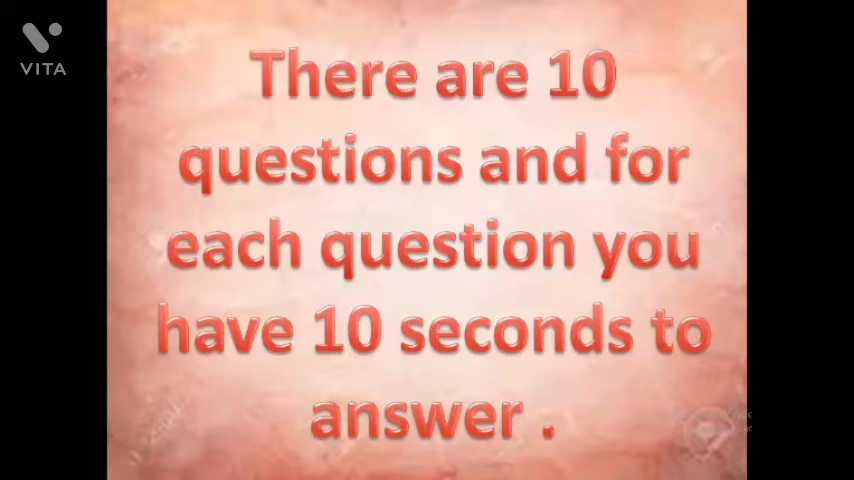 VITA
There are 10
questions and for
each question you
have 10 seconds to
answer .